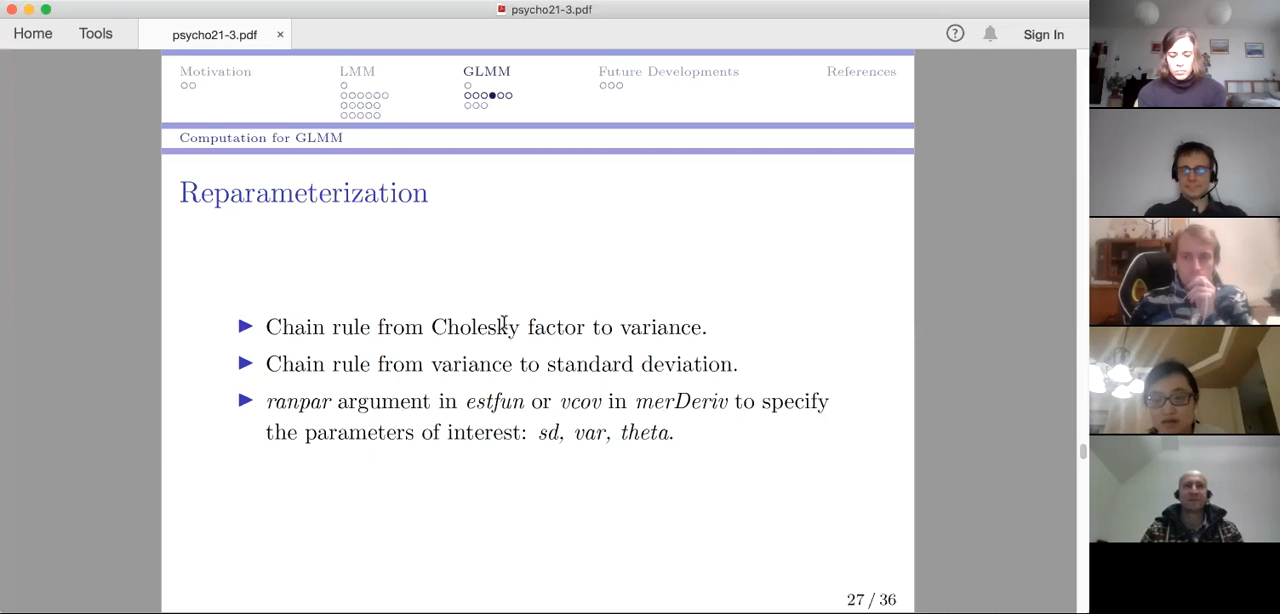 psycho21-3.pdf
Home Tools psycho21-3.pdf × ? Sign In
Motivation LMM GLMM Future Developments References
Computation for GLMM
Reparameterization
Chain rule from Cholesky factor to variance.
Chain rule from variance to standard deviation.
ranpar argument in estfun or vcov in merDeriv to specify
the parameters of interest: sd, var, theta.
27 / 36